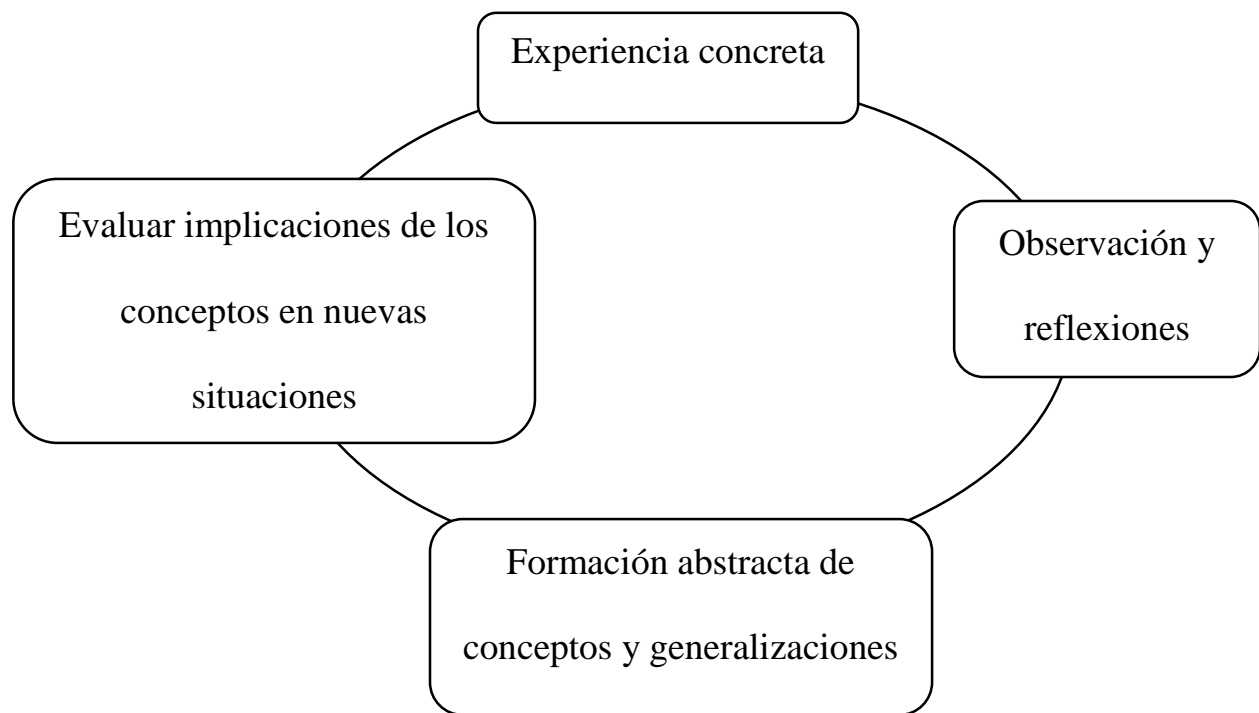 Experiencia concreta
Observación y
reflexiones
Formación abstracta de
conceptos y generalizaciones
Evaluar implicaciones de los
conceptos en nuevas
situaciones